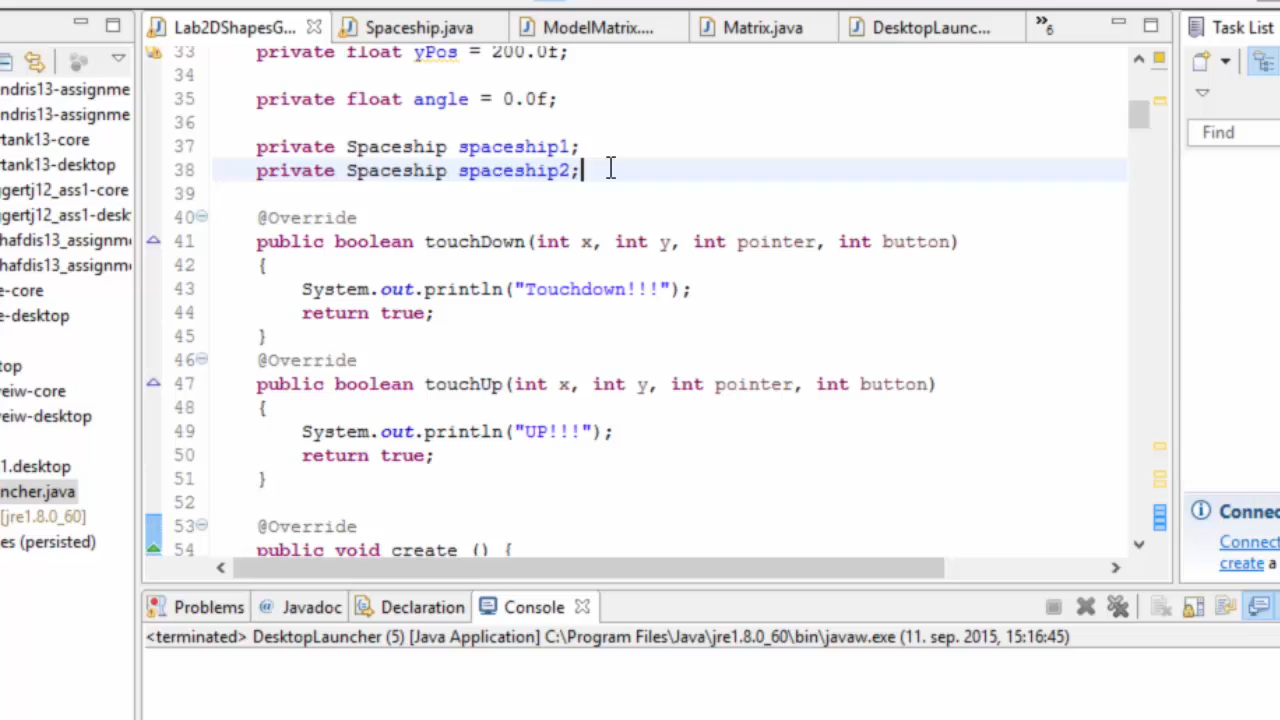 Lab2DShapesG...
Spaceship.java
ModelMatrix....
Matrix.java
DesktopLaunc...
»6
Task List
Find
ndris13-assignme
ndris13-assignme
rtank13-core
rtank13-desktop
ggertj12_ass1-core
ggertj12_ass1-desk
hafdis13_assignm
hafdis13_assignm
e-core
e-desktop
top
veiw-core
veiw-desktop
1.desktop
ncher.java
[jre1.8.0_60]
es (persisted)
33 private float yPos = 200.0f;
34
35 private float angle = 0.0f;
36
37 private Spaceship spaceship1;
38 private Spaceship spaceship2;
39
40 @Override
41 public boolean touchDown(int x, int y, int pointer, int button)
42 {
43 System.out.println("Touchdown!!!");
44 return true;
45 }
46 @Override
47 public boolean touchUp(int x, int y, int pointer, int button)
48 {
49 System.out.println("UP!!!");
50 return true;
51 }
52
53 @Override
54 public void create () {
Connec
Connect
create a
Problems
@ Javadoc
Declaration
Console
<terminated> DesktopLauncher (5) [Java Application] C:\Program Files\Java\jre1.8.0_60\bin\javaw.exe (11. sep. 2015, 15:16:45)